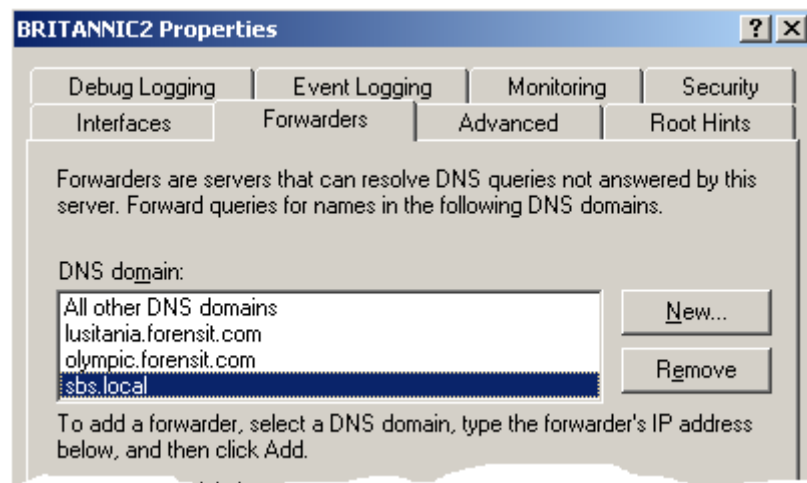 BRITANNIC2 Properties
Debug Logging Event Logging Monitoring Security
Interfaces Forwarders Advanced Root Hints
Forwarders are servers that can resolve DNS queries not answered by this
server. Forward queries for names in the following DNS domains.
DNS domain:
All other DNS domains
lusitania.forensit.com
olympic.forensit.com
sbs.local
New...
Remove
To add a forwarder, select a DNS domain, type the forwarder's IP address
below, and then click Add.